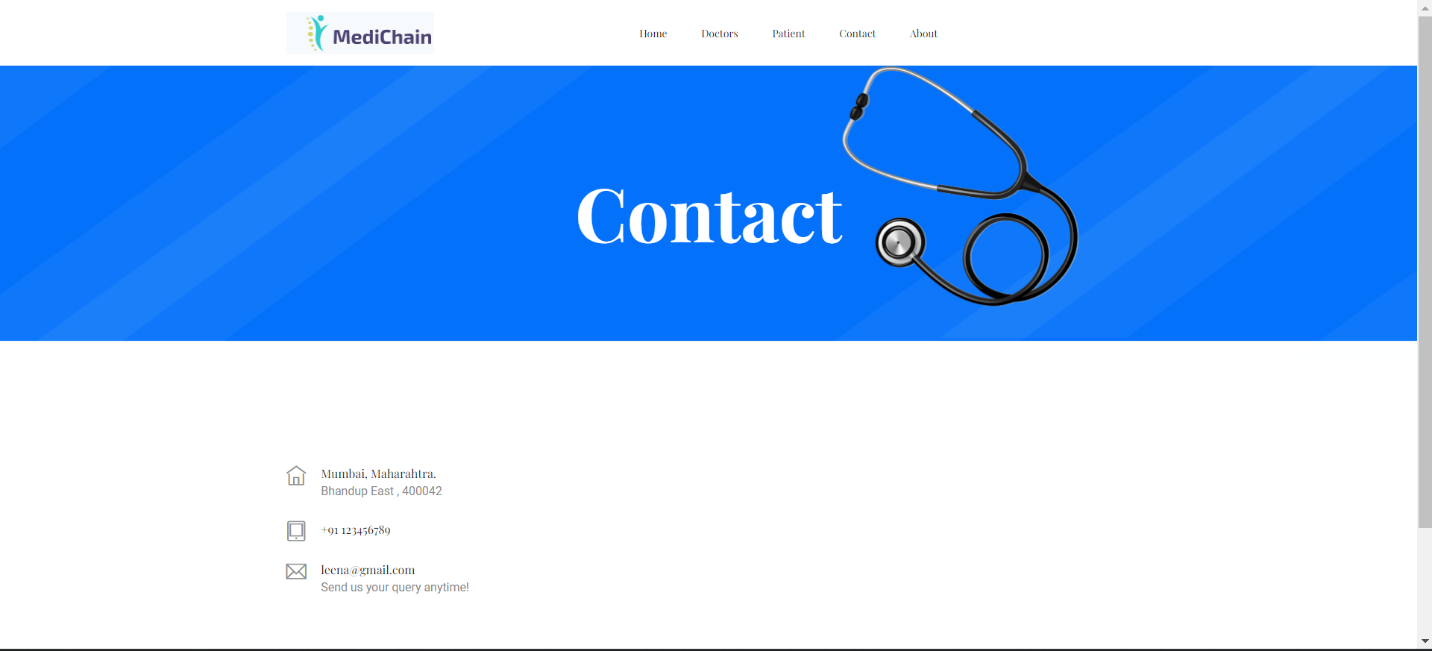 MediChain
Home Doctors Patient Contact About
Contact
Mumbai, Maharahtra.
Bhandup East , 400042
+91 123456789
leena@gmail.com
Send us your query anytime!